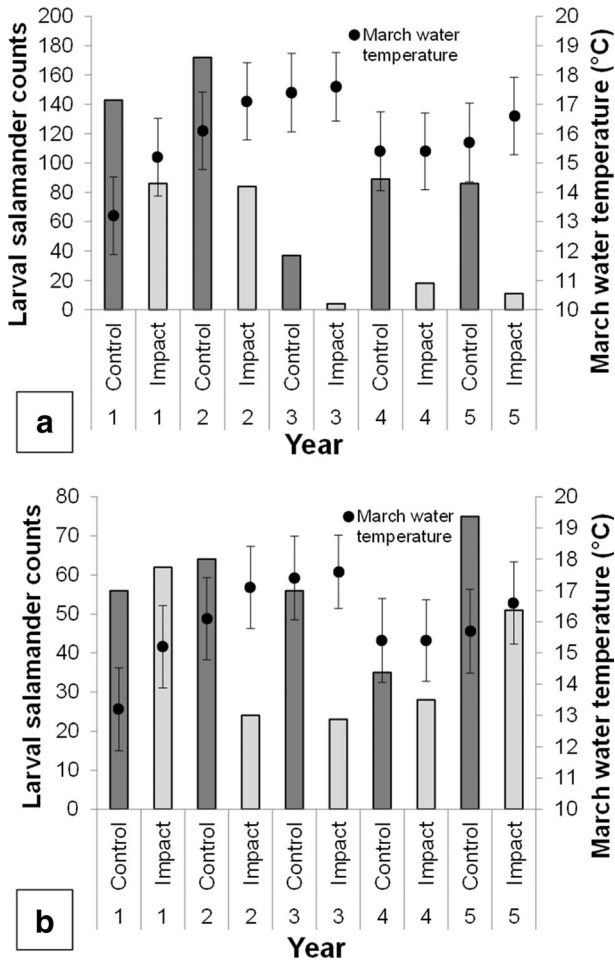 Larval salamander counts
200
180
160
140
120
100
80
60
40
20
0
March water
temperature
20
19
18
17
16
15
14
13
12
11
10
March water temperature (°C)
Control
Impact
Control
Impact
Control
Impact
Control
Impact
Control
Impact
1 1 2 2 3 3 4 4 5 5
Year
a
Larval salamander counts
80
70
60
50
40
30
20
10
0
March water
temperature
20
19
18
17
16
15
14
13
12
11
10
March water temperature (°C)
Control
Impact
Control
Impact
Control
Impact
Control
Impact
Control
Impact
1 1 2 2 3 3 4 4 5 5
Year
b